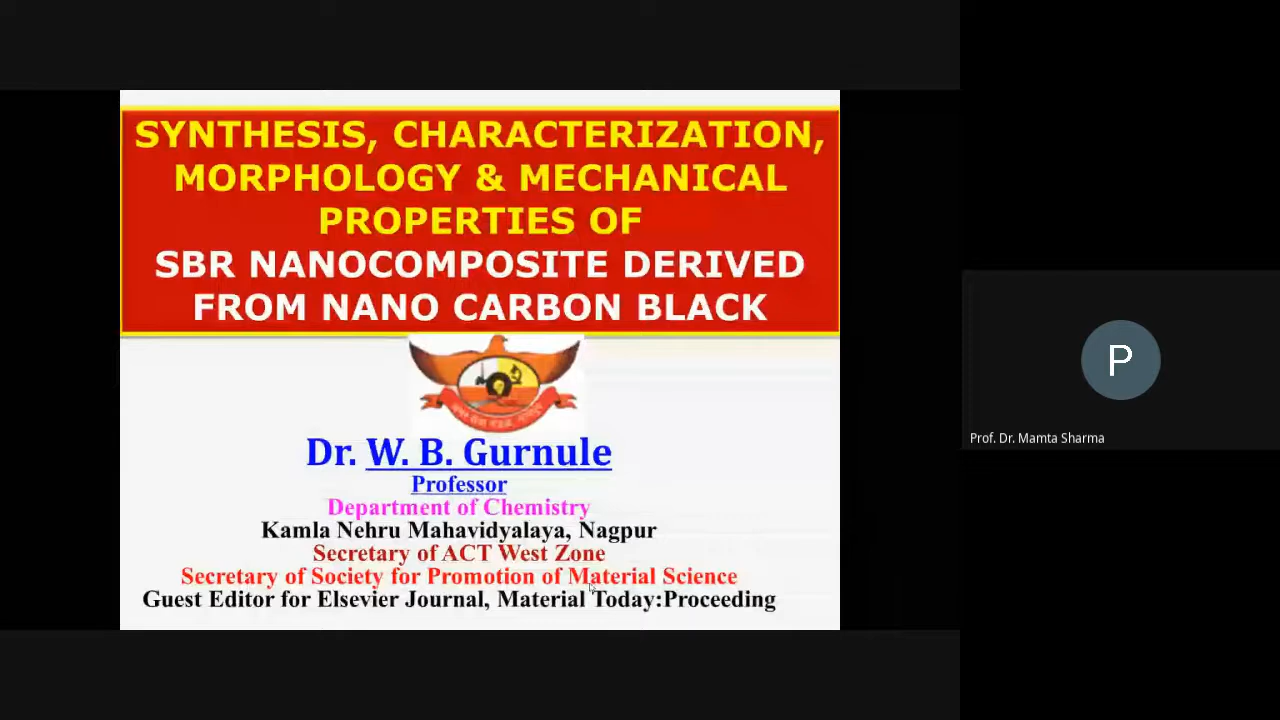 SYNTHESIS, CHARACTERIZATION,
MORPHOLOGY & MECHANICAL
PROPERTIES OF
SBR NANOCOMPOSITE DERIVED
FROM NANO CARBON BLACK
Dr. W. B. Gurnule
Professor
Department of Chemistry
Kamla Nehru Mahavidyalaya, Nagpur
Secretary of ACT West Zone
Secretary of Society for Promotion of Material Science
Guest Editor for Elsevier Journal, Material Today:Proceeding
P
Prof. Dr. Mamta Sharma